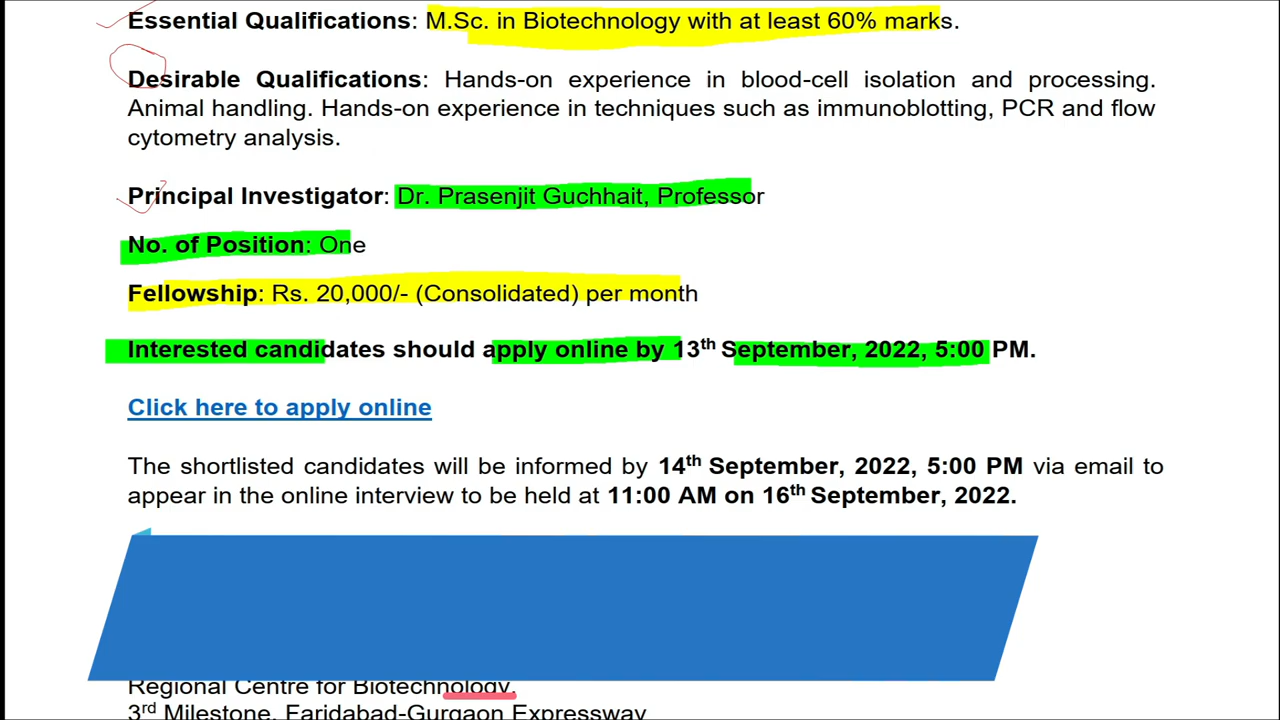 Essential Qualifications: M.Sc. in Biotechnology with at least 60% marks.
Desirable Qualifications: Hands-on experience in blood-cell isolation and processing.
Animal handling. Hands-on experience in techniques such as immunoblotting, PCR and flow
cytometry analysis.
Principal Investigator: Dr. Prasenjit Guchhait, Professor
No. of Position: One
Fellowship: Rs. 20,000/- (Consolidated) per month
Interested candidates should apply online by 13th September, 2022, 5:00 PM.
Click here to apply online
The shortlisted candidates will be informed by 14th September, 2022, 5:00 PM via email to
appear in the online interview to be held at 11:00 AM on 16th September, 2022.
Regional Centre for Biotechnology,
3rd Milestone, Faridabad-Gurgaon Expressway